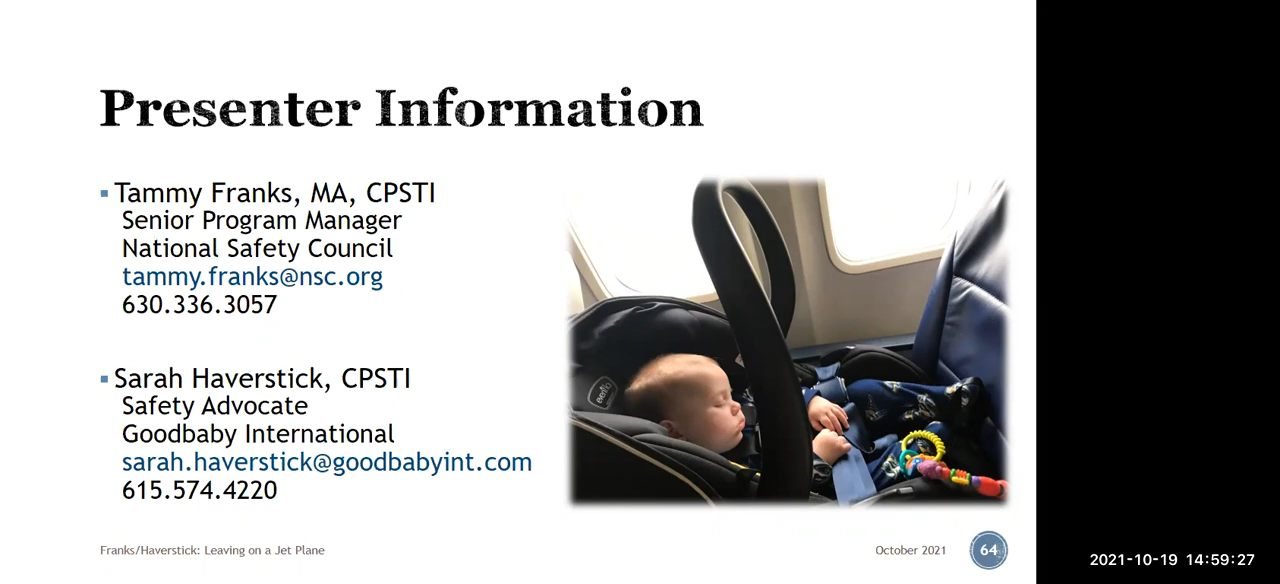 Presenter Information
▪ Tammy Franks, MA, CPSTI
Senior Program Manager
National Safety Council
tammy.franks@nsc.org
630.336.3057
▪ Sarah Haverstick, CPSTI
Safety Advocate
Goodbaby International
sarah.haverstick@goodbabyint.com
615.574.4220
Franks/Haverstick: Leaving on a Jet Plane
October 2021
64
2021-10-19 14:59:27